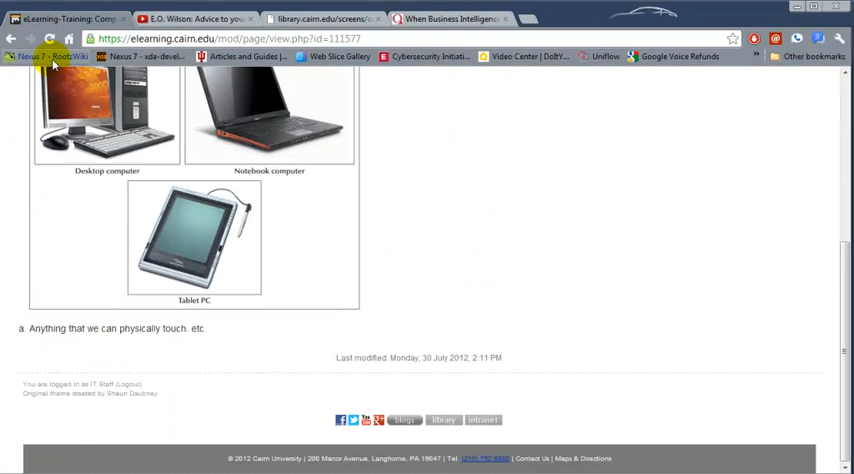 eLearning-Training: Comp
E.O. Wilson: Advice to you
library.cairn.edu/screens/c
When Business Intelligenc
https://elearning.cairn.edu/mod/page/view.php?id=111577
Nexus 7 - RootzWiki
Nexus 7 - xda-devel...
Articles and Guides |...
Web Slice Gallery
Cybersecurity Initiati...
Video Center | DoItY...
Uniflow
Google Voice Refunds
»
Other bookmarks
Desktop computer
Notebook computer
Tablet PC
a. Anything that we can physically touch. etc.
Last modified: Monday, 30 July 2012, 2:11 PM
You are logged in as IT Staff (Logout)
Original theme created by Shaun Daubney
blogs
library
intranet
© 2012 Cairn University | 200 Manor Avenue, Langhorne, PA 19047 | Tel. | Contact Us | Maps & Directions